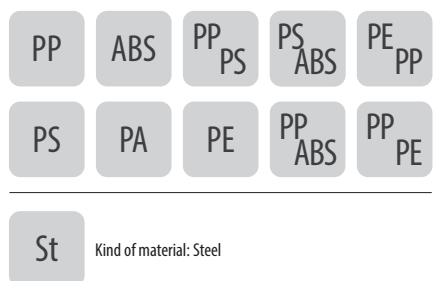 PP ABS PP PS PS ABS PE PP
PS PA PE PP ABS PP PE
St Kind of material: Steel